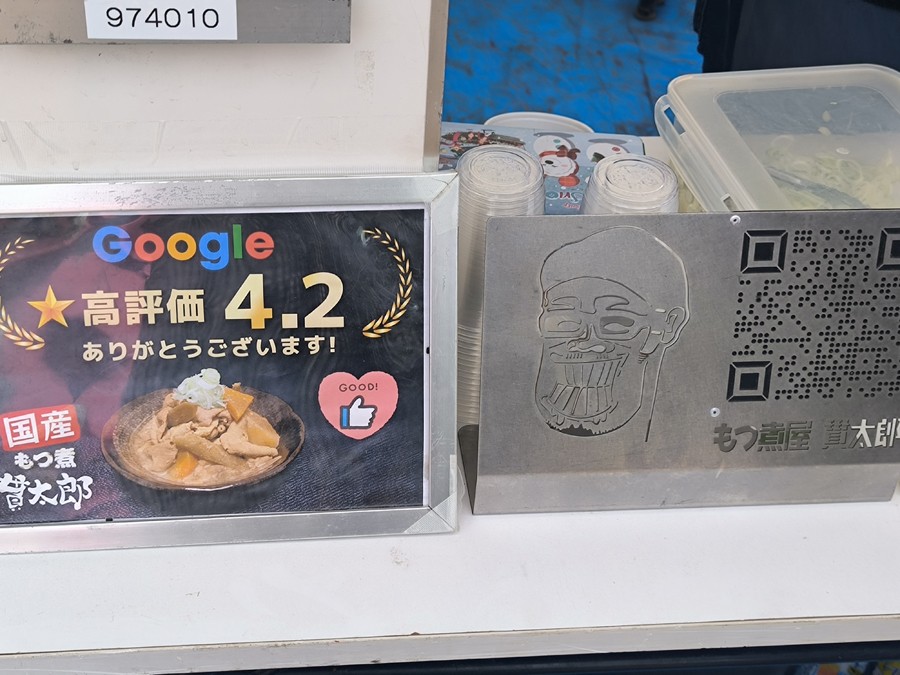 974010
Google
高評価 4.2
ありがとうございます!
GOOD!
国産
もつ煮
貫太郎
もつ煮屋 貫太郎